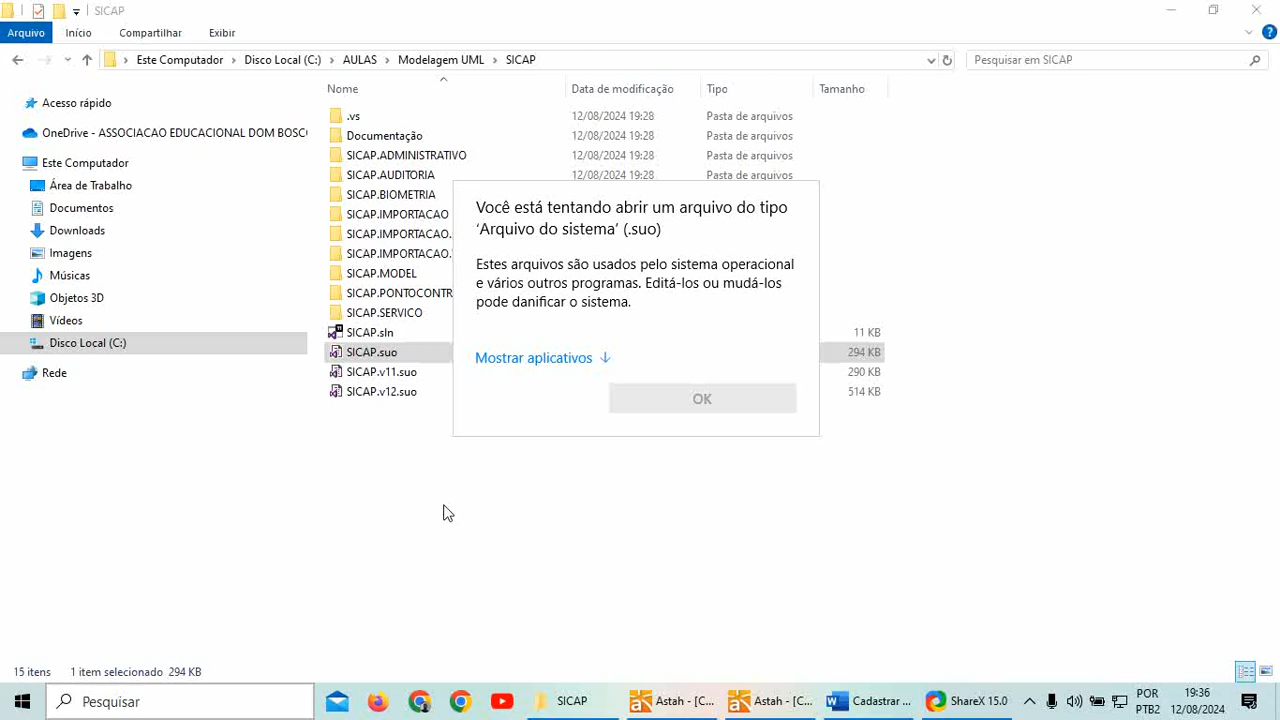 SICAP
Arquivo Início Compartilhar Exibir
Este Computador Disco Local (C:) AULAS Modelagem UML SICAP Pesquisar em SICAP
Nome Data de modificação Tipo Tamanho
Acesso rápido
OneDrive - ASSOCIACAO EDUCACIONAL DOM BOSC
Este Computador
Área de Trabalho
Documentos
Downloads
Imagens
Músicas
Objetos 3D
Vídeos
Disco Local (C:)
Rede
.vs 12/08/2024 19:28 Pasta de arquivos
Documentação 12/08/2024 19:28 Pasta de arquivos
SICAP.ADMINISTRATIVO 12/08/2024 19:28 Pasta de arquivos
SICAP.AUDITORIA 12/08/2024 19:28 Pasta de arquivos
SICAP.BIOMETRIA
SICAP.IMPORTACAO
SICAP.IMPORTACAO.
SICAP.IMPORTACAO.
SICAP.MODEL
SICAP.PONTOCONTR
SICAP.SERVICO
SICAP.sln 11 KB
SICAP.suo 294 KB
SICAP.v11.suo 290 KB
SICAP.v12.suo 514 KB
Você está tentando abrir um arquivo do tipo
‘Arquivo do sistema’ (.suo)
Estes arquivos são usados pelo sistema operacional
e vários outros programas. Editá-los ou mudá-los
pode danificar o sistema.
Mostrar aplicativos
OK
15 itens 1 item selecionado 294 KB
Pesquisar SICAP Astah - [C... Astah - [C... Cadastrar ... ShareX 15.0 POR 19:36
PTB2 12/08/2024